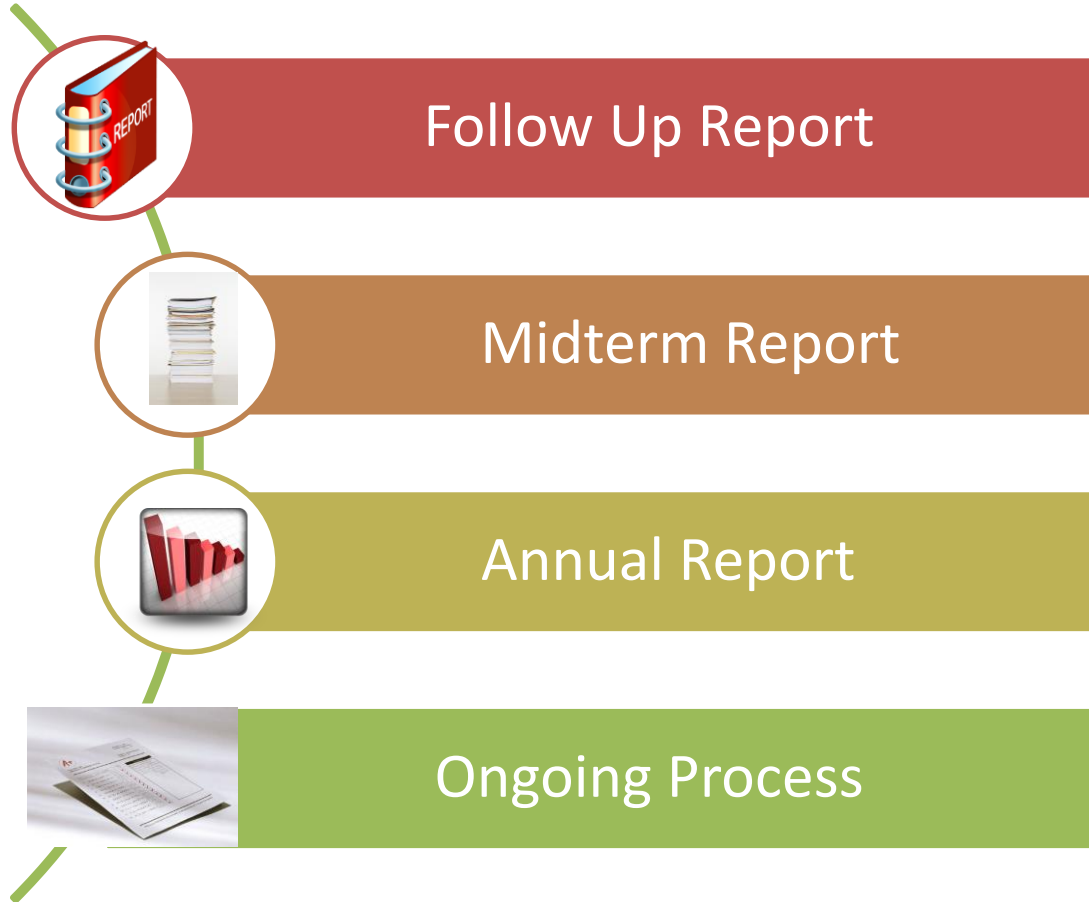 REPORT
Follow Up Report
Midterm Report
Annual Report
A+
Ongoing Process